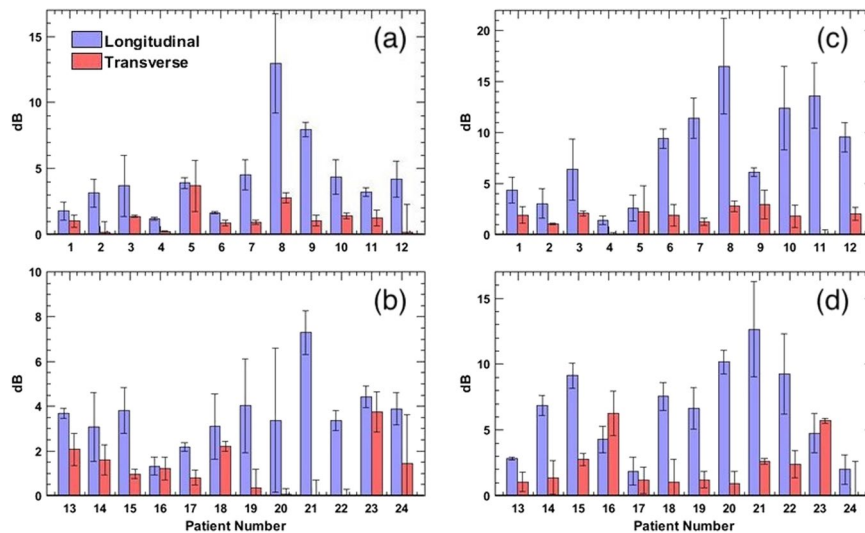 (a)
Longitudinal
Transverse
dB
15
10
5
0
1 2 3 4 5 6 7 8 9 10 11 12
(c)
dB
20
15
10
5
0
1 2 3 4 5 6 7 8 9 10 11 12
(b)
dB
10
8
6
4
2
0
13 14 15 16 17 18 19 20 21 22 23 24
Patient Number
(d)
dB
15
10
5
0
13 14 15 16 17 18 19 20 21 22 23 24
Patient Number